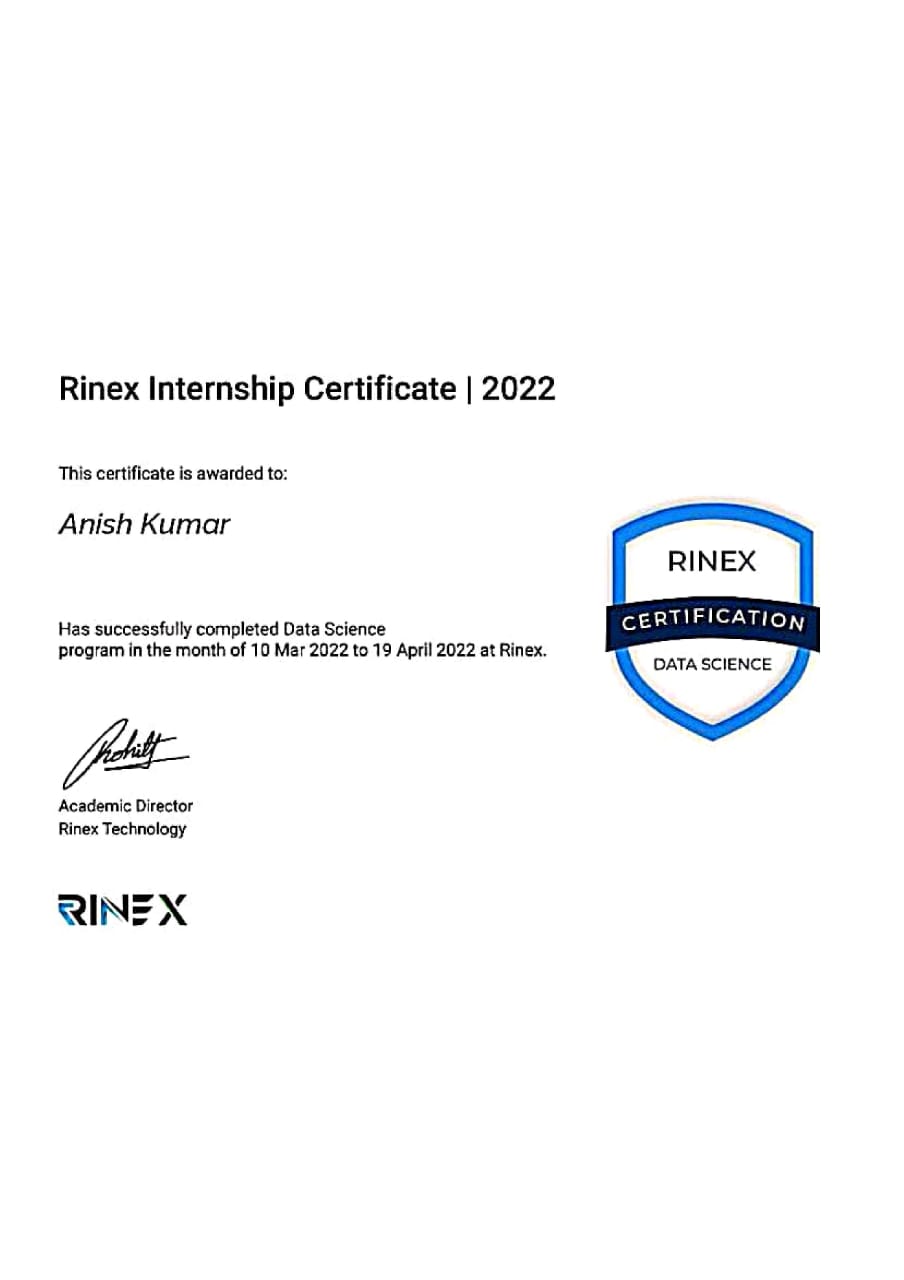 Rinex Internship Certificate | 2022
This certificate is awarded to:
Anish Kumar
Has successfully completed Data Science
program in the month of 10 Mar 2022 to 19 April 2022 at Rinex.
RINEX
CERTIFICATION
DATA SCIENCE
Academic Director
Rinex Technology
RINEX